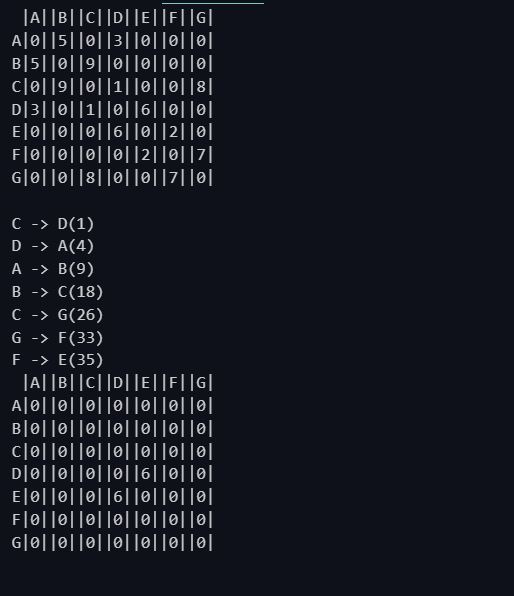 |A||B||C||D||E||F||G|
A|0||5||0||3||0||0||0|
B|5||0||9||0||0||0||0|
C|0||9||0||1||0||0||8|
D|3||0||1||0||6||0||0|
E|0||0||0||6||0||2||0|
F|0||0||0||0||2||0||7|
G|0||0||8||0||0||7||0|
C -> D(1)
D -> A(4)
A -> B(9)
B -> C(18)
C -> G(26)
G -> F(33)
F -> E(35)
|A||B||C||D||E||F||G|
A|0||0||0||0||0||0||0|
B|0||0||0||0||0||0||0|
C|0||0||0||0||0||0||0|
D|0||0||0||0||6||0||0|
E|0||0||0||6||0||0||0|
F|0||0||0||0||0||0||0|
G|0||0||0||0||0||0||0|